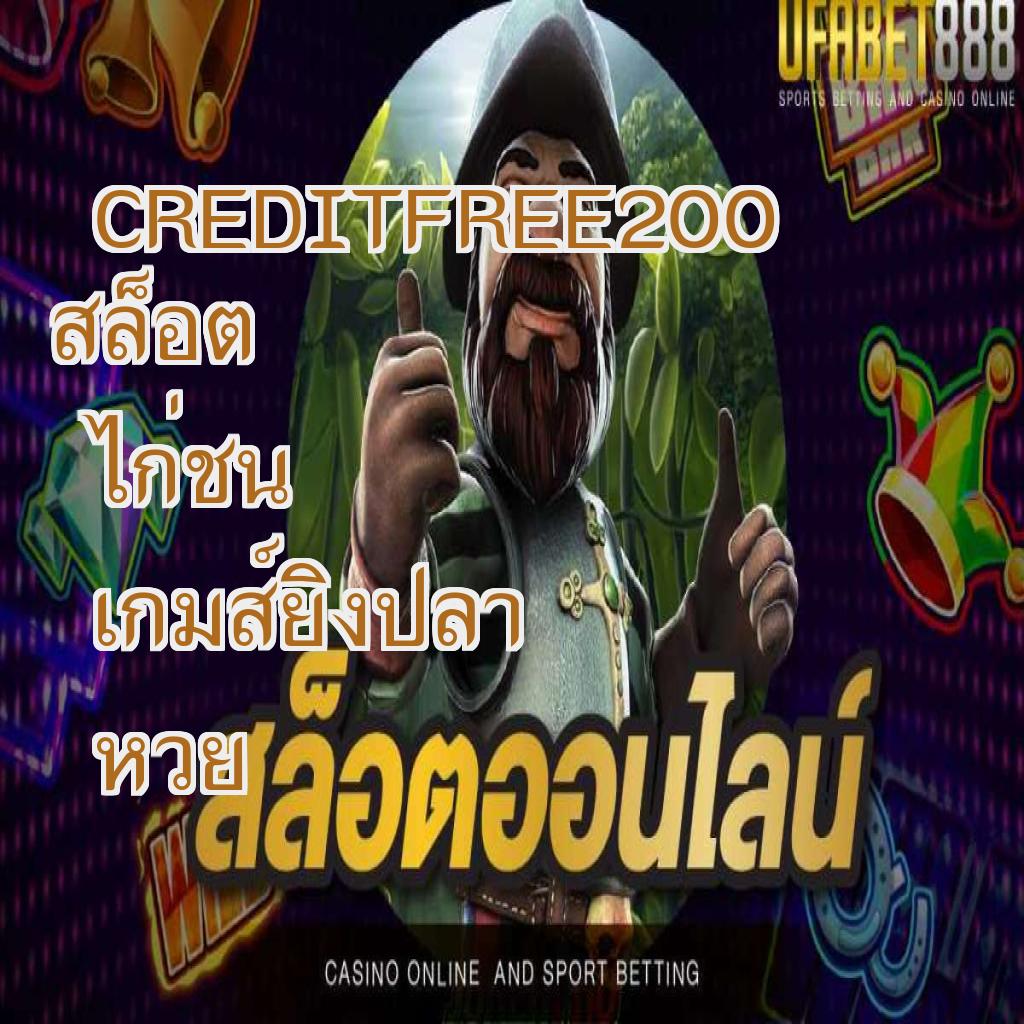 UFABET888
SPORTS BETTING AND CASINO ONLINE
BAR
CREDITFREE200
สล็อต
ไก่ชน
เกมส์ยิงปลา
หวย
สล็อตออนไลน์
WIN
CASINO ONLINE AND SPORT BETTING